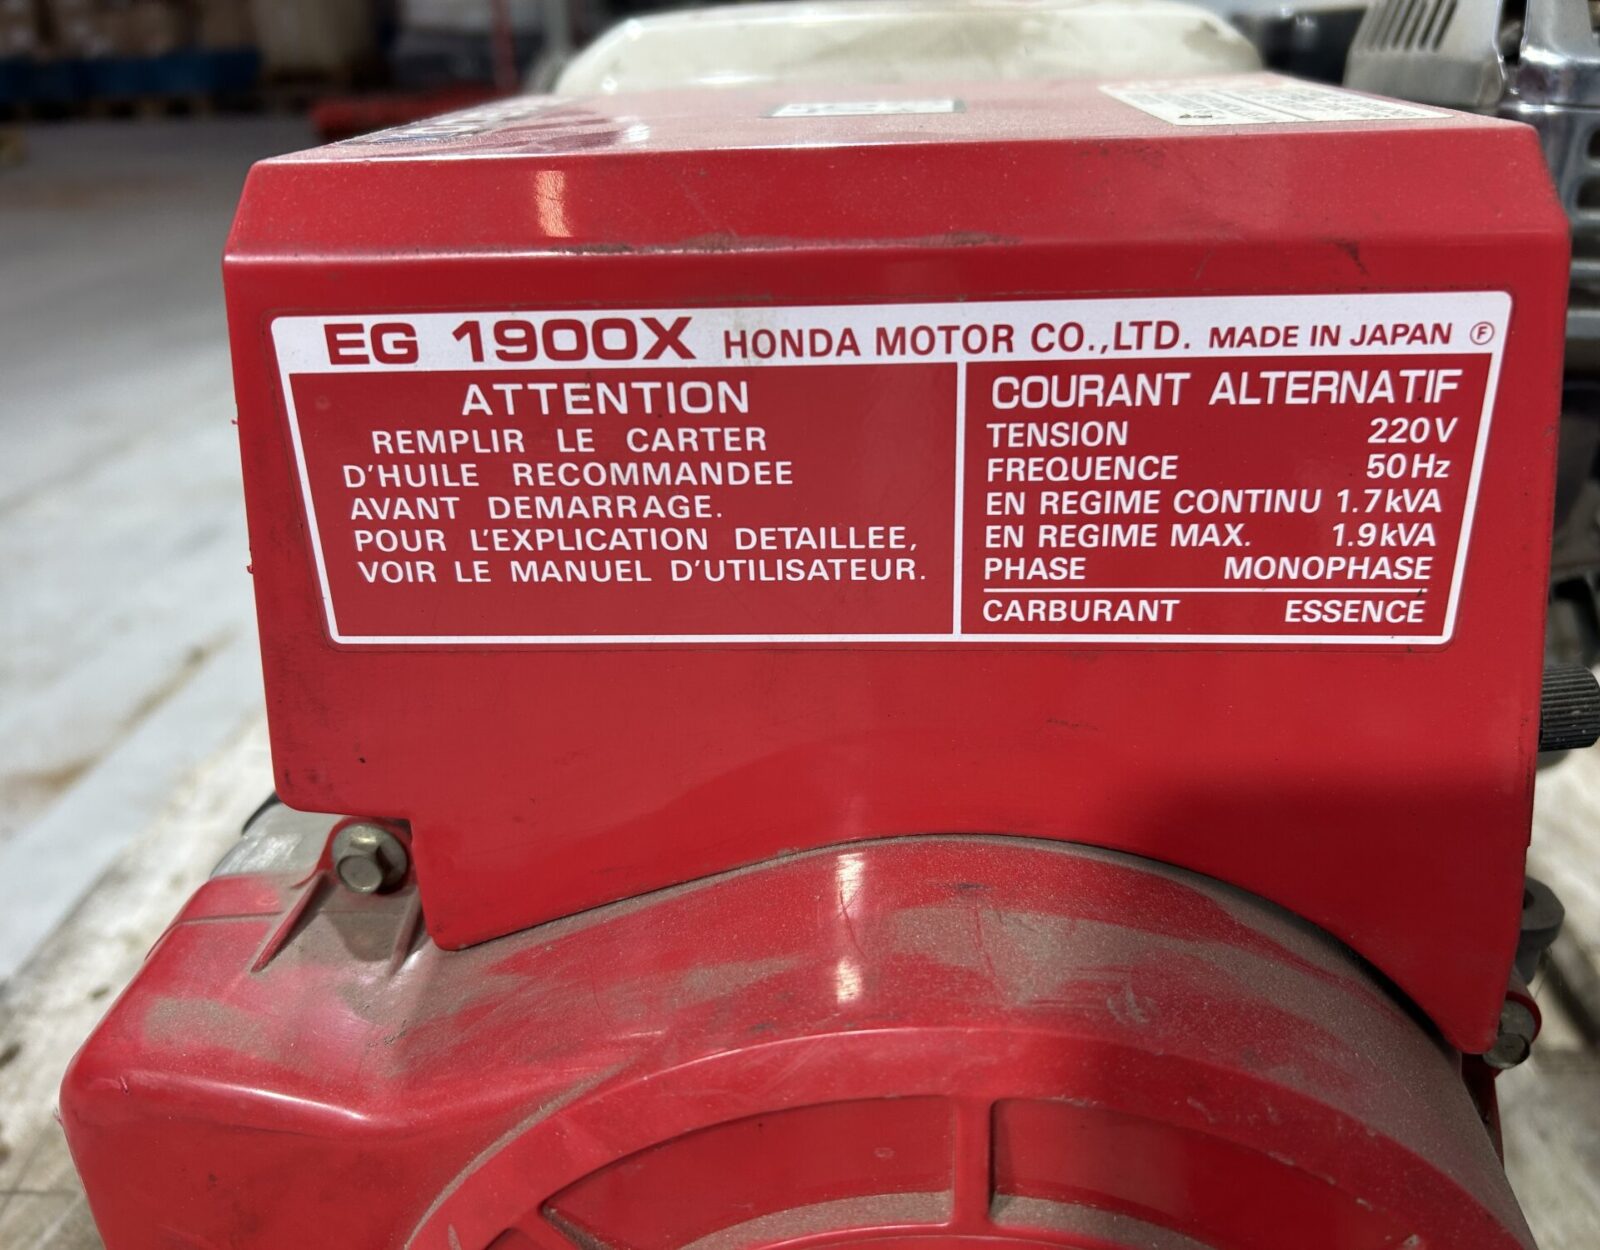 EG 1900X HONDA MOTOR CO.,LTD. MADE IN JAPAN Ⓕ
ATTENTION
REMPLIR LE CARTER
D'HUILE RECOMMANDEE
AVANT DEMARRAGE.
POUR L'EXPLICATION DETAILLEE,
VOIR LE MANUEL D'UTILISATEUR.
COURANT ALTERNATIF
TENSION 220V
FREQUENCE 50Hz
EN REGIME CONTINU 1.7kVA
EN REGIME MAX. 1.9kVA
PHASE MONOPHASE
CARBURANT ESSENCE